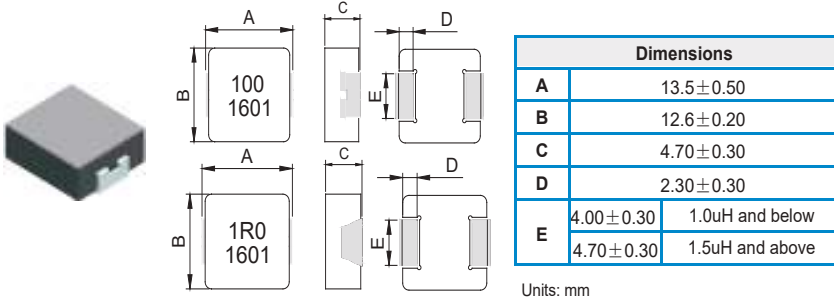 A
C
D
B
100
1601
E
A
C
D
B
1R0
1601
E
Dimensions
A 13.5±0.50
B 12.6±0.20
C 4.70±0.30
D 2.30±0.30
E 4.00±0.30 1.0uH and below
4.70±0.30 1.5uH and above
Units: mm